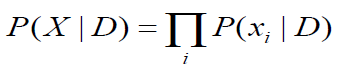 P(X | D) = ∏_i P(x_i | D)